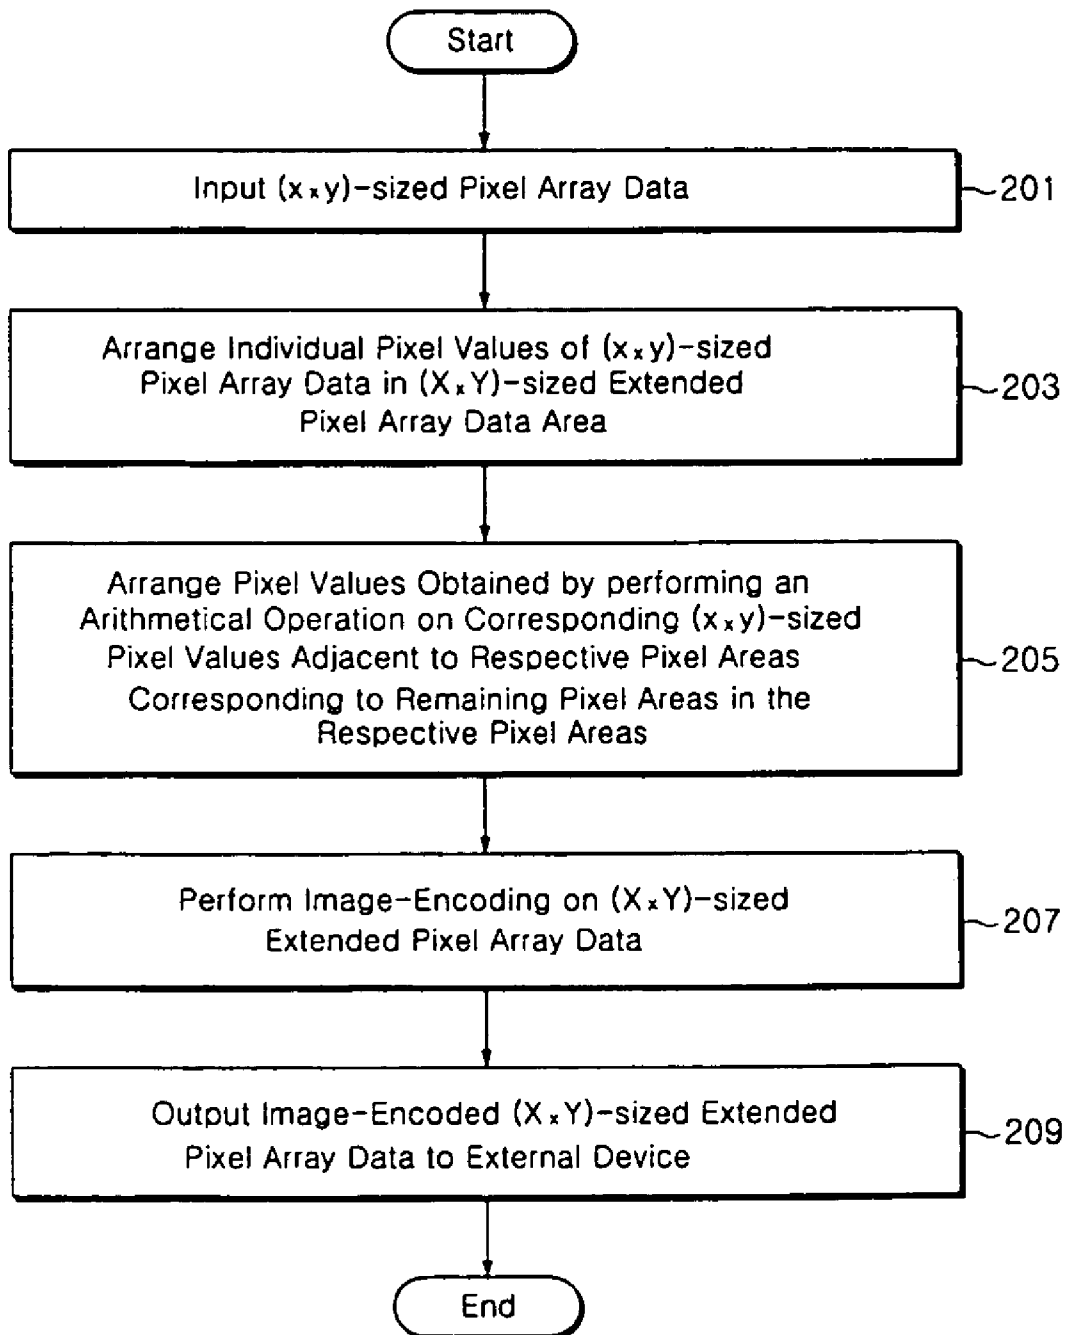 Start
Input (x×y)-sized Pixel Array Data
201
Arrange Individual Pixel Values of (x×y)-sized
Pixel Array Data in (X×Y)-sized Extended
Pixel Array Data Area
203
Arrange Pixel Values Obtained by performing an
Arithmetical Operation on Corresponding (x×y)-sized
Pixel Values Adjacent to Respective Pixel Areas
Corresponding to Remaining Pixel Areas in the
Respective Pixel Areas
205
Perform Image-Encoding on (X×Y)-sized
Extended Pixel Array Data
207
Output Image-Encoded (X×Y)-sized Extended
Pixel Array Data to External Device
209
End